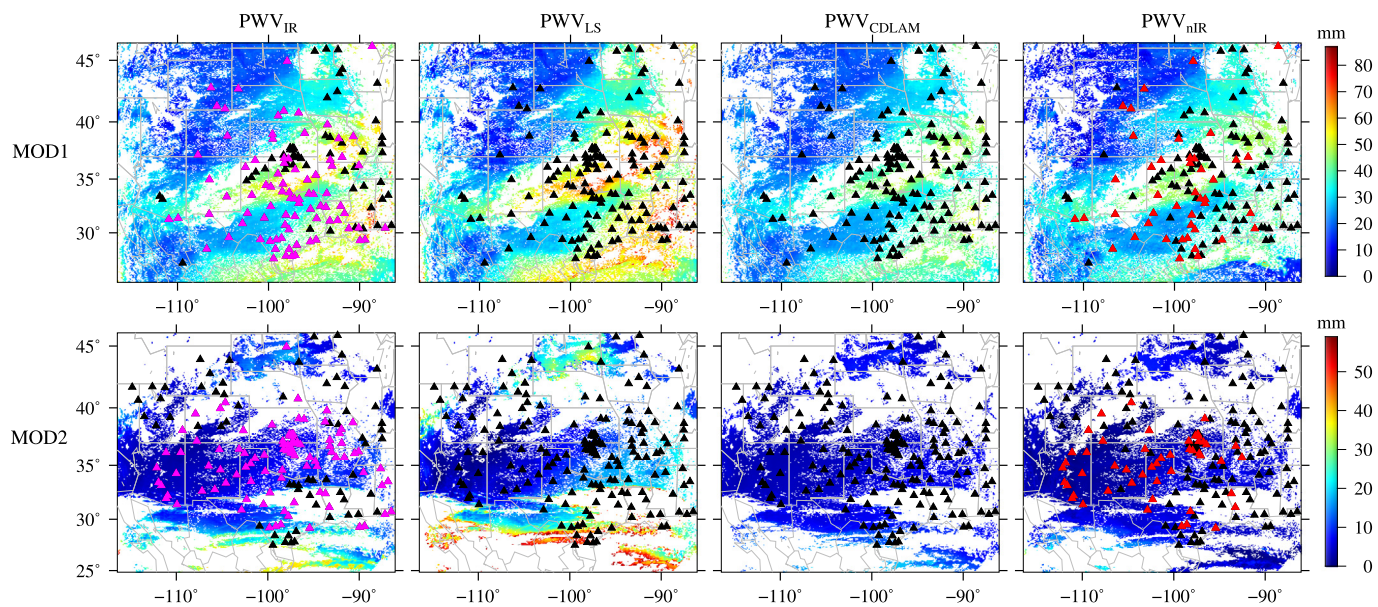 PWV_IR PWV_LS PWV_CDLAM PWV_nIR
mm
45° 80
70
40° 60
MOD1 50
35° 40
30
30° 20
10
0
−110° −100° −90° −110° −100° −90° −110° −100° −90° −110° −100° −90°
mm
45° 50
40° 40
MOD2
35° 30
20
30° 10
25° 0
−110° −100° −90° −110° −100° −90° −110° −100° −90° −110° −100° −90°